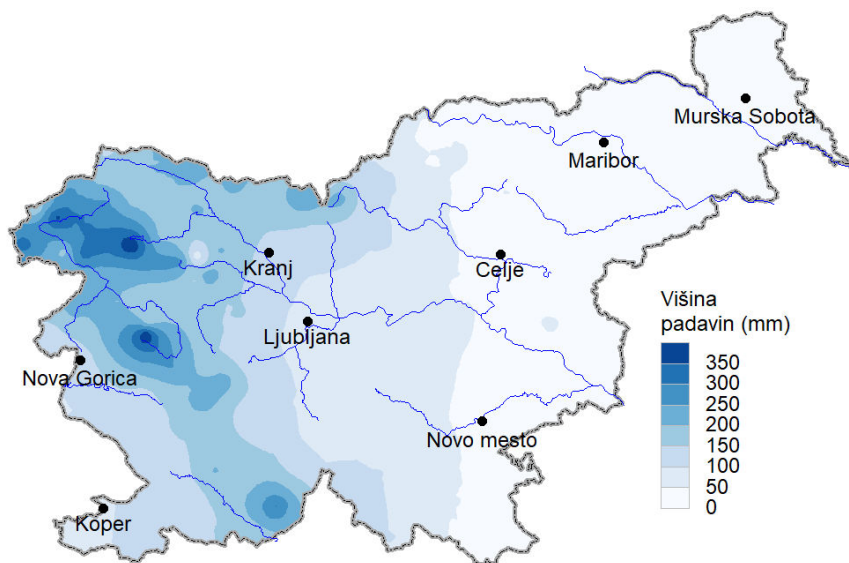 Murska Sobota
Maribor
Kranj
Celje
Ljubljana
Nova Gorica
Novo mesto
Koper
Višina
padavin (mm)
350
300
250
200
150
100
50
0